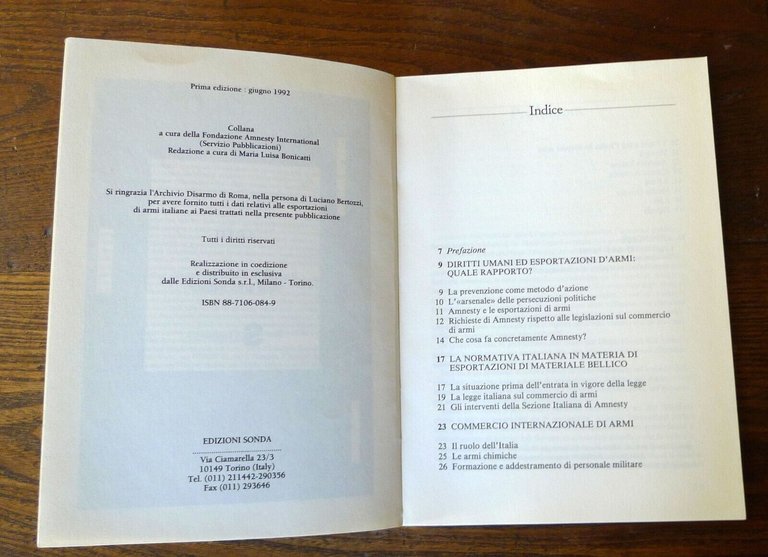 Prima edizione : giugno 1992
Collana
a cura della Fondazione Amnesty International
(Servizio Pubblicazioni)
Redazione a cura di Maria Luisa Bonicatti
Si ringrazia l'Archivio Disarmo di Roma, nella persona di Luciano Bertozzi,
per avere fornito tutti i dati relativi alle esportazioni
di armi italiane ai Paesi trattati nella presente pubblicazione
Tutti i diritti riservati
Realizzazione in coedizione
e distribuito in esclusiva
dalle Edizioni Sonda s.r.l., Milano - Torino.
ISBN 88-7106-084-9
EDIZIONI SONDA
Via Ciamarella 23/3
10149 Torino (Italy)
Tel. (011) 211442-290356
Fax (011) 293646
Indice
7 Prefazione
9 DIRITTI UMANI ED ESPORTAZIONI D'ARMI:
QUALE RAPPORTO?
9 La prevenzione come metodo d'azione
10 L'«arsenale» delle persecuzioni politiche
11 Amnesty e le esportazioni di armi
12 Richieste di Amnesty rispetto alle legislazioni sul commercio
di armi
14 Che cosa fa concretamente Amnesty?
17 LA NORMATIVA ITALIANA IN MATERIA DI
ESPORTAZIONI DI MATERIALE BELLICO
17 La situazione prima dell'entrata in vigore della legge
19 La legge italiana sul commercio di armi
21 Gli interventi della Sezione Italiana di Amnesty
23 COMMERCIO INTERNAZIONALE DI ARMI
23 Il ruolo dell'Italia
25 Le armi chimiche
26 Formazione e addestramento di personale militare